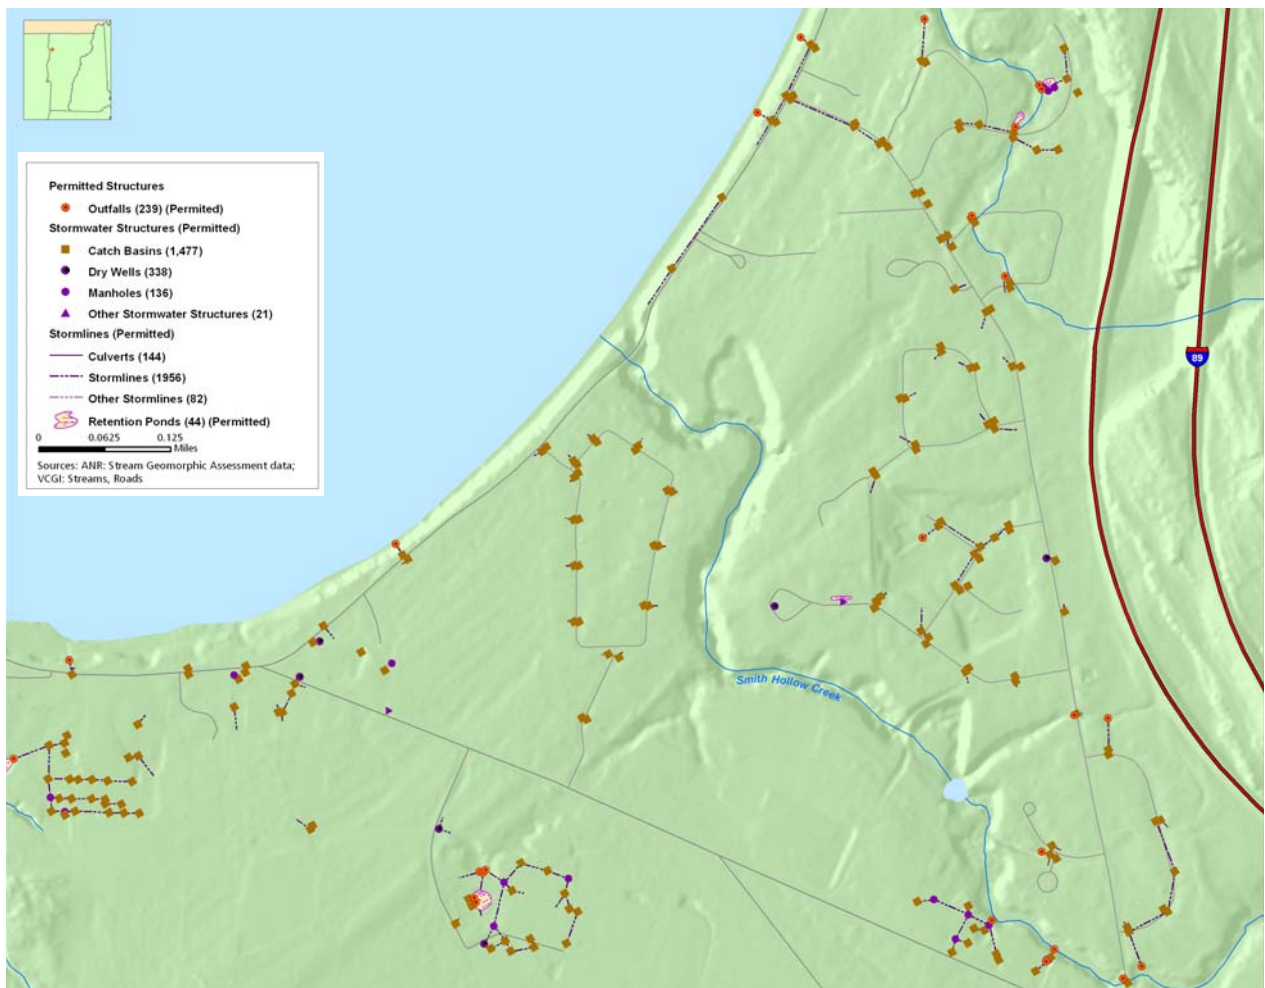 Permitted Structures
Outfalls (239) (Permited)
Stormwater Structures (Permitted)
Catch Basins (1,477)
Dry Wells (338)
Manholes (136)
Other Stormwater Structures (21)
Stormlines (Permitted)
Culverts (144)
Stormlines (1956)
Other Stormlines (82)
Retention Ponds (44) (Permitted)
0 0.0625 0.125
Miles
Sources: ANR: Stream Geomorphic Assessment data;
VCGI: Streams, Roads
89
Smith Hollow Creek